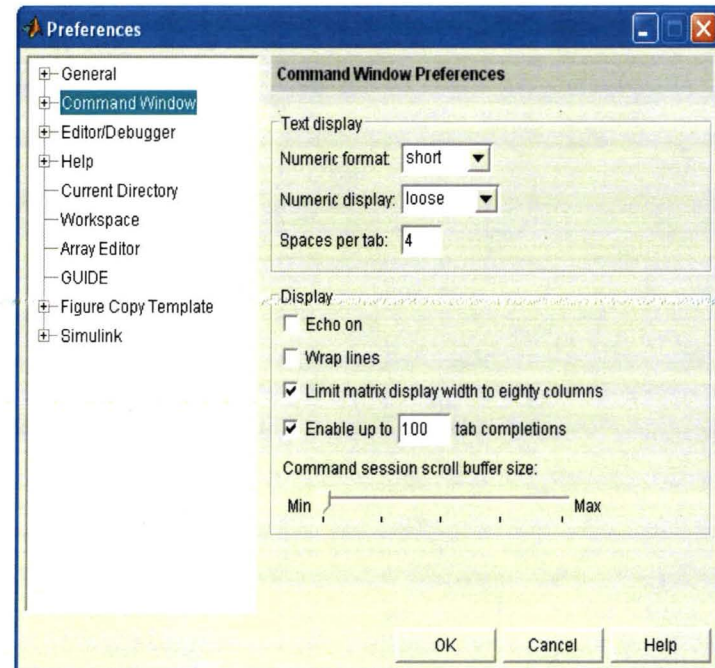 Preferences
General
Command Window
Editor/Debugger
Help
Current Directory
Workspace
Array Editor
GUIDE
Figure Copy Template
Simulink
Command Window Preferences
Text display
Numeric format: short
Numeric display: loose
Spaces per tab: 4
Display
Echo on
Wrap lines
Limit matrix display width to eighty columns
Enable up to 100 tab completions
Command session scroll buffer size:
Min Max
OK Cancel Help